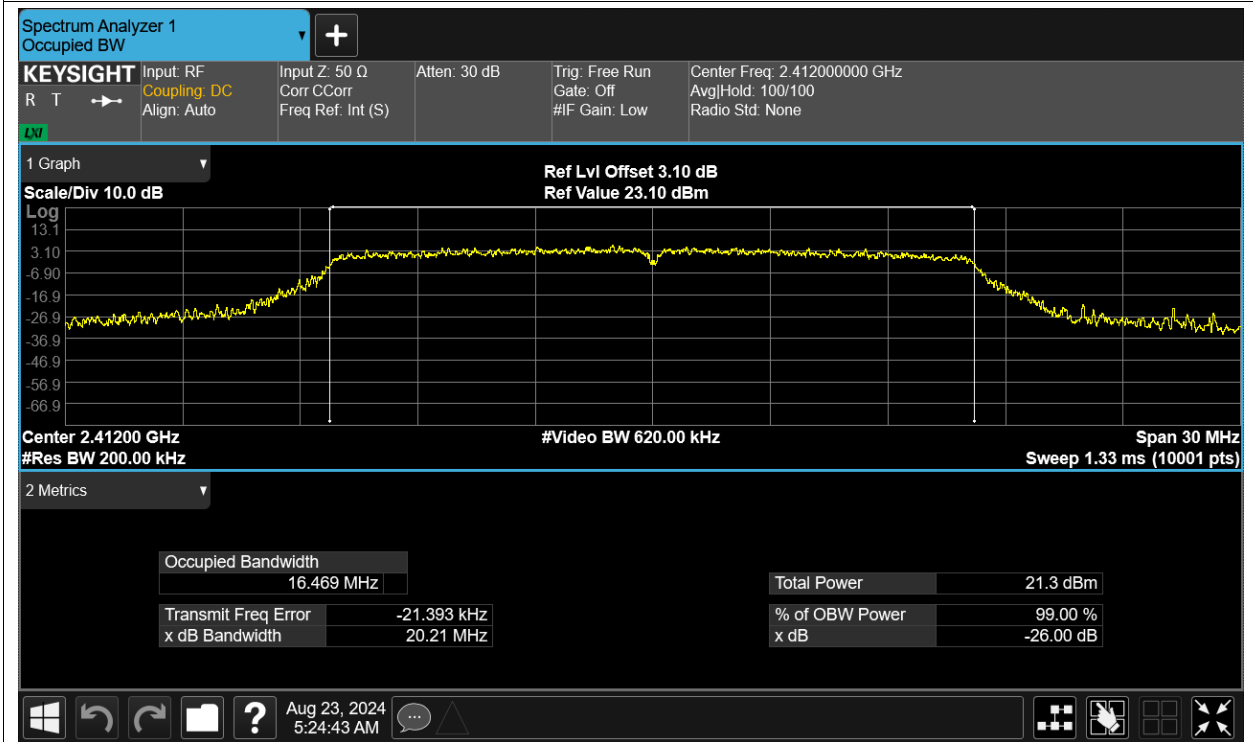 Spectrum Analyzer 1
Occupied BW
KEYSIGHT
R T
LXI
Input: RF
Coupling: DC
Align: Auto
Input Z: 50 Ω
Corr CCorr
Freq Ref: Int (S)
Atten: 30 dB
Trig: Free Run
Gate: Off
#IF Gain: Low
Center Freq: 2.412000000 GHz
Avg|Hold: 100/100
Radio Std: None
1 Graph
Scale/Div 10.0 dB
Ref Lvl Offset 3.10 dB
Ref Value 23.10 dBm
Log
13.1
3.10
-6.90
-16.9
-26.9
-36.9
-46.9
-56.9
-66.9
Center 2.41200 GHz
#Video BW 620.00 kHz
Span 30 MHz
#Res BW 200.00 kHz
Sweep 1.33 ms (10001 pts)
2 Metrics
Occupied Bandwidth
16.469 MHz
Total Power 21.3 dBm
Transmit Freq Error -21.393 kHz
% of OBW Power 99.00 %
x dB Bandwidth 20.21 MHz
x dB -26.00 dB
?
Aug 23, 2024
5:24:43 AM